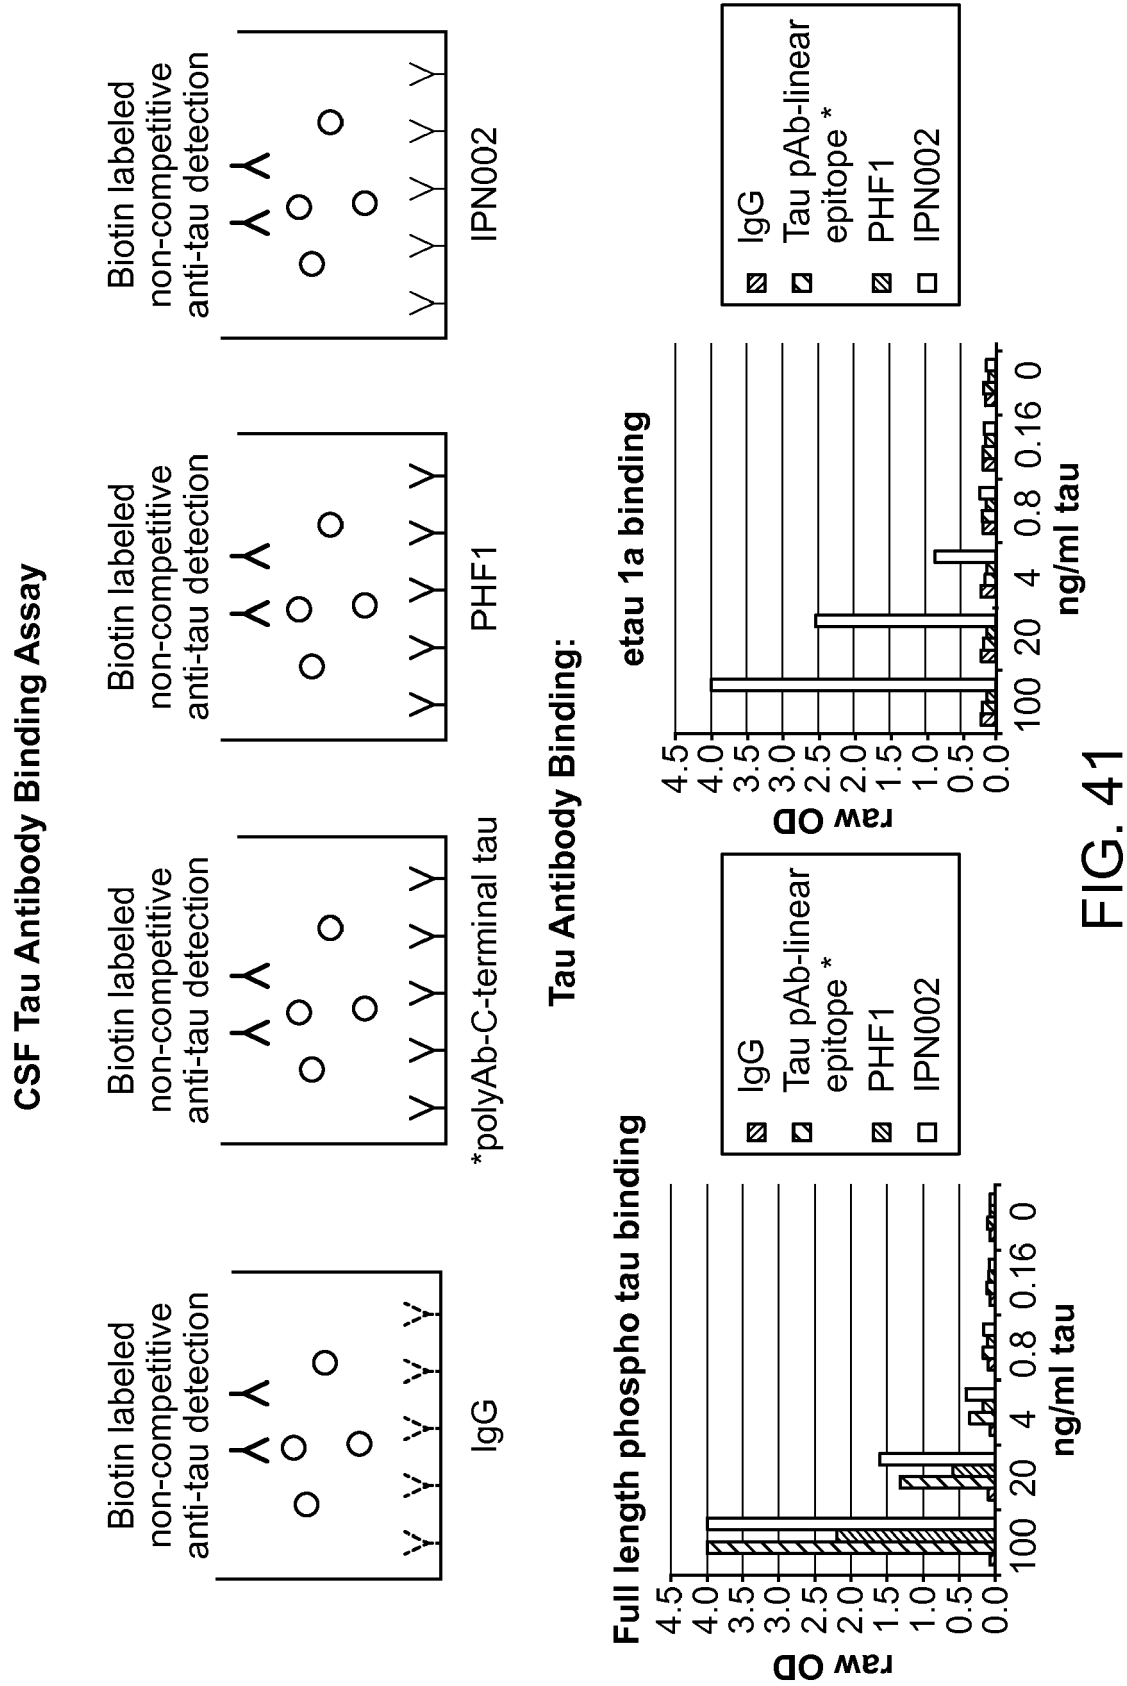 CSF Tau Antibody Binding Assay
Biotin labeled
non-competitive
anti-tau detection
IgG
Biotin labeled
non-competitive
anti-tau detection
*polyAb-C-terminal tau
Biotin labeled
non-competitive
anti-tau detection
PHF1
Biotin labeled
non-competitive
anti-tau detection
IPN002
Tau Antibody Binding:
Full length phospho tau binding
raw OD
4.5
4.0
3.5
3.0
2.5
2.0
1.5
1.0
0.5
0.0
100 20 4 0.8 0.16 0
ng/ml tau
IgG
Tau pAb-linear
epitope *
PHF1
IPN002
etau 1a binding
raw OD
4.5
4.0
3.5
3.0
2.5
2.0
1.5
1.0
0.5
0.0
100 20 4 0.8 0.16 0
ng/ml tau
IgG
Tau pAb-linear
epitope *
PHF1
IPN002
FIG. 41